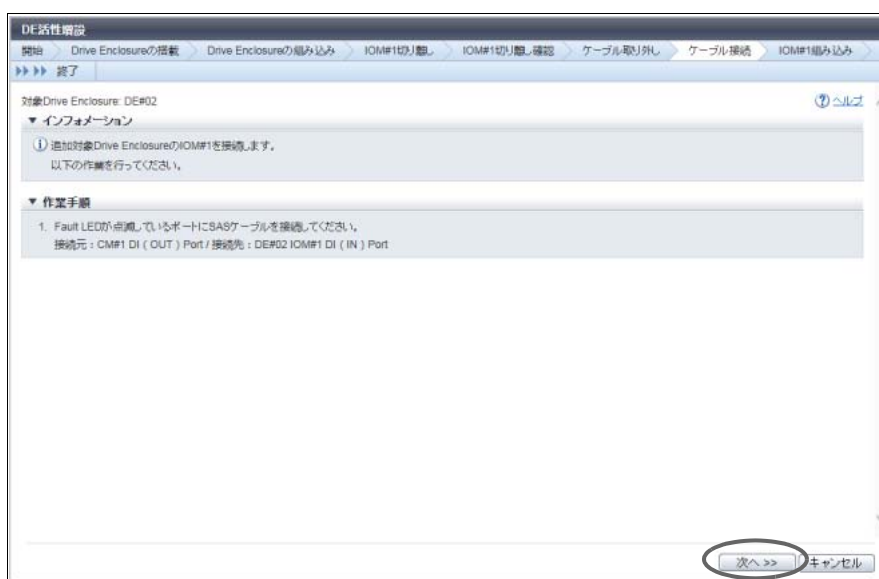 DE活性増設
開始 Drive Enclosureの搭載 Drive Enclosureの組み込み IOM#1切り離し IOM#1切り離し確認 ケーブル取り外し ケーブル接続 IOM#1組み込み
終了
対象Drive Enclosure: DE#02 ヘルプ
▼ インフォメーション
追加対象Drive EnclosureのIOM#1を接続します。
以下の作業を行ってください。
▼ 作業手順
1. Fault LEDが点滅しているポートにSASケーブルを接続してください。
接続元：CM#1 DI ( OUT ) Port / 接続先：DE#02 IOM#1 DI ( IN ) Port
次へ >> キャンセル